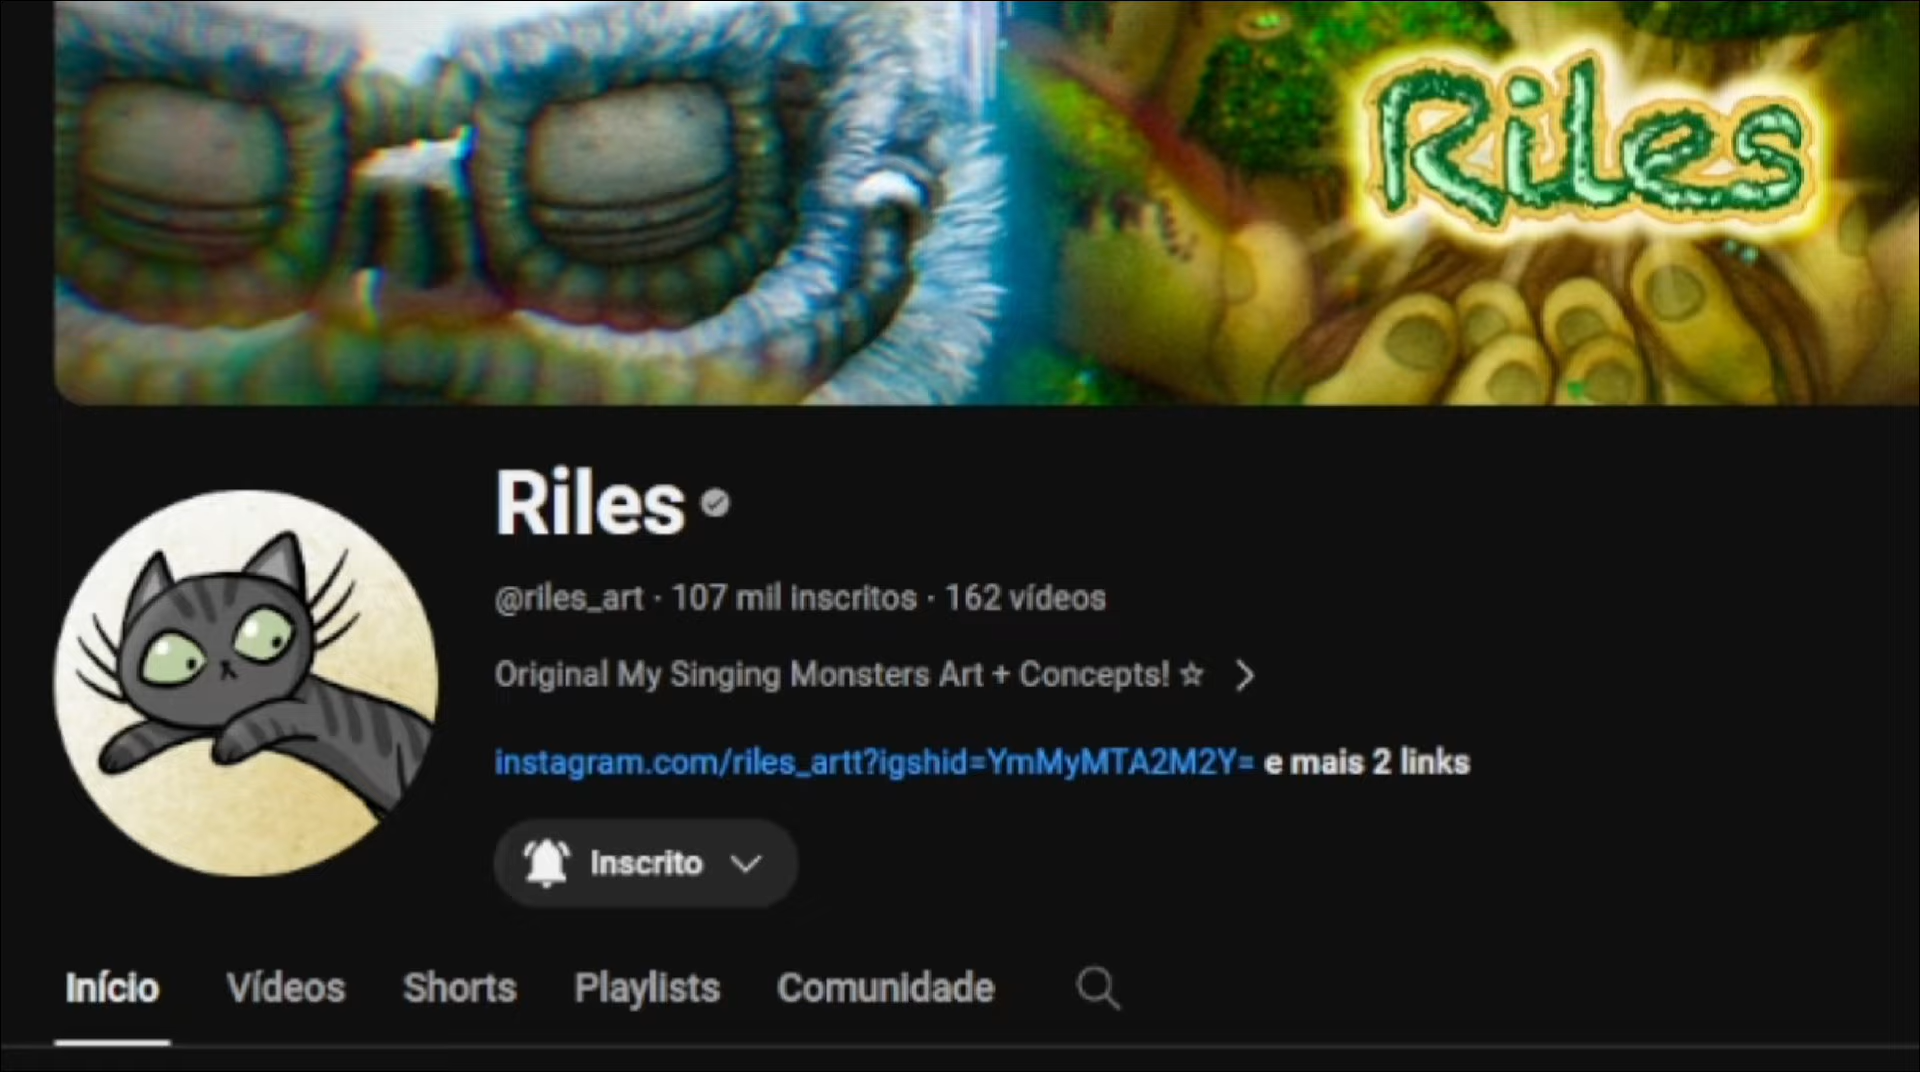 Riles
Riles
@riles_art · 107 mil inscritos · 162 vídeos
Original My Singing Monsters Art + Concepts! ☆
instagram.com/riles_artt?igshid=YmMyMTA2M2Y= e mais 2 links
Inscrito
Início Vídeos Shorts Playlists Comunidade